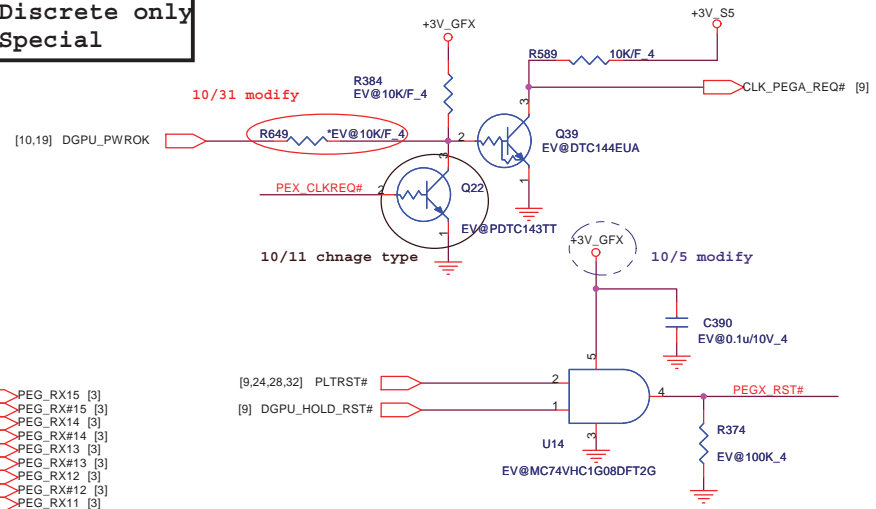 Discrete only
Special
+3V_GFX
+3V_S5
R589 10K/F_4
R384
EV@10K/F_4
CLK_PEGA_REQ# [9]
10/31 modify
3
[10,19] DGPU_PWROK
R649 *EV@10K/F_4
2
Q39
EV@DTC144EUA
3
1
PEX_CLKREQ#
2
Q22
EV@PDTC143TT
1
10/11 chnage type
+3V_GFX
10/5 modify
C390
EV@0.1u/10V_4
5
[9,24,28,32] PLTRST#
2
4
PEGX_RST#
[9] DGPU_HOLD_RST#
1
3
U14
EV@MC74VHC1G08DFT2G
R374
EV@100K_4
PEG_RX15 [3]
PEG_RX#15 [3]
PEG_RX14 [3]
PEG_RX#14 [3]
PEG_RX13 [3]
PEG_RX#13 [3]
PEG_RX12 [3]
PEG_RX#12 [3]
PEG_RX11 [3]